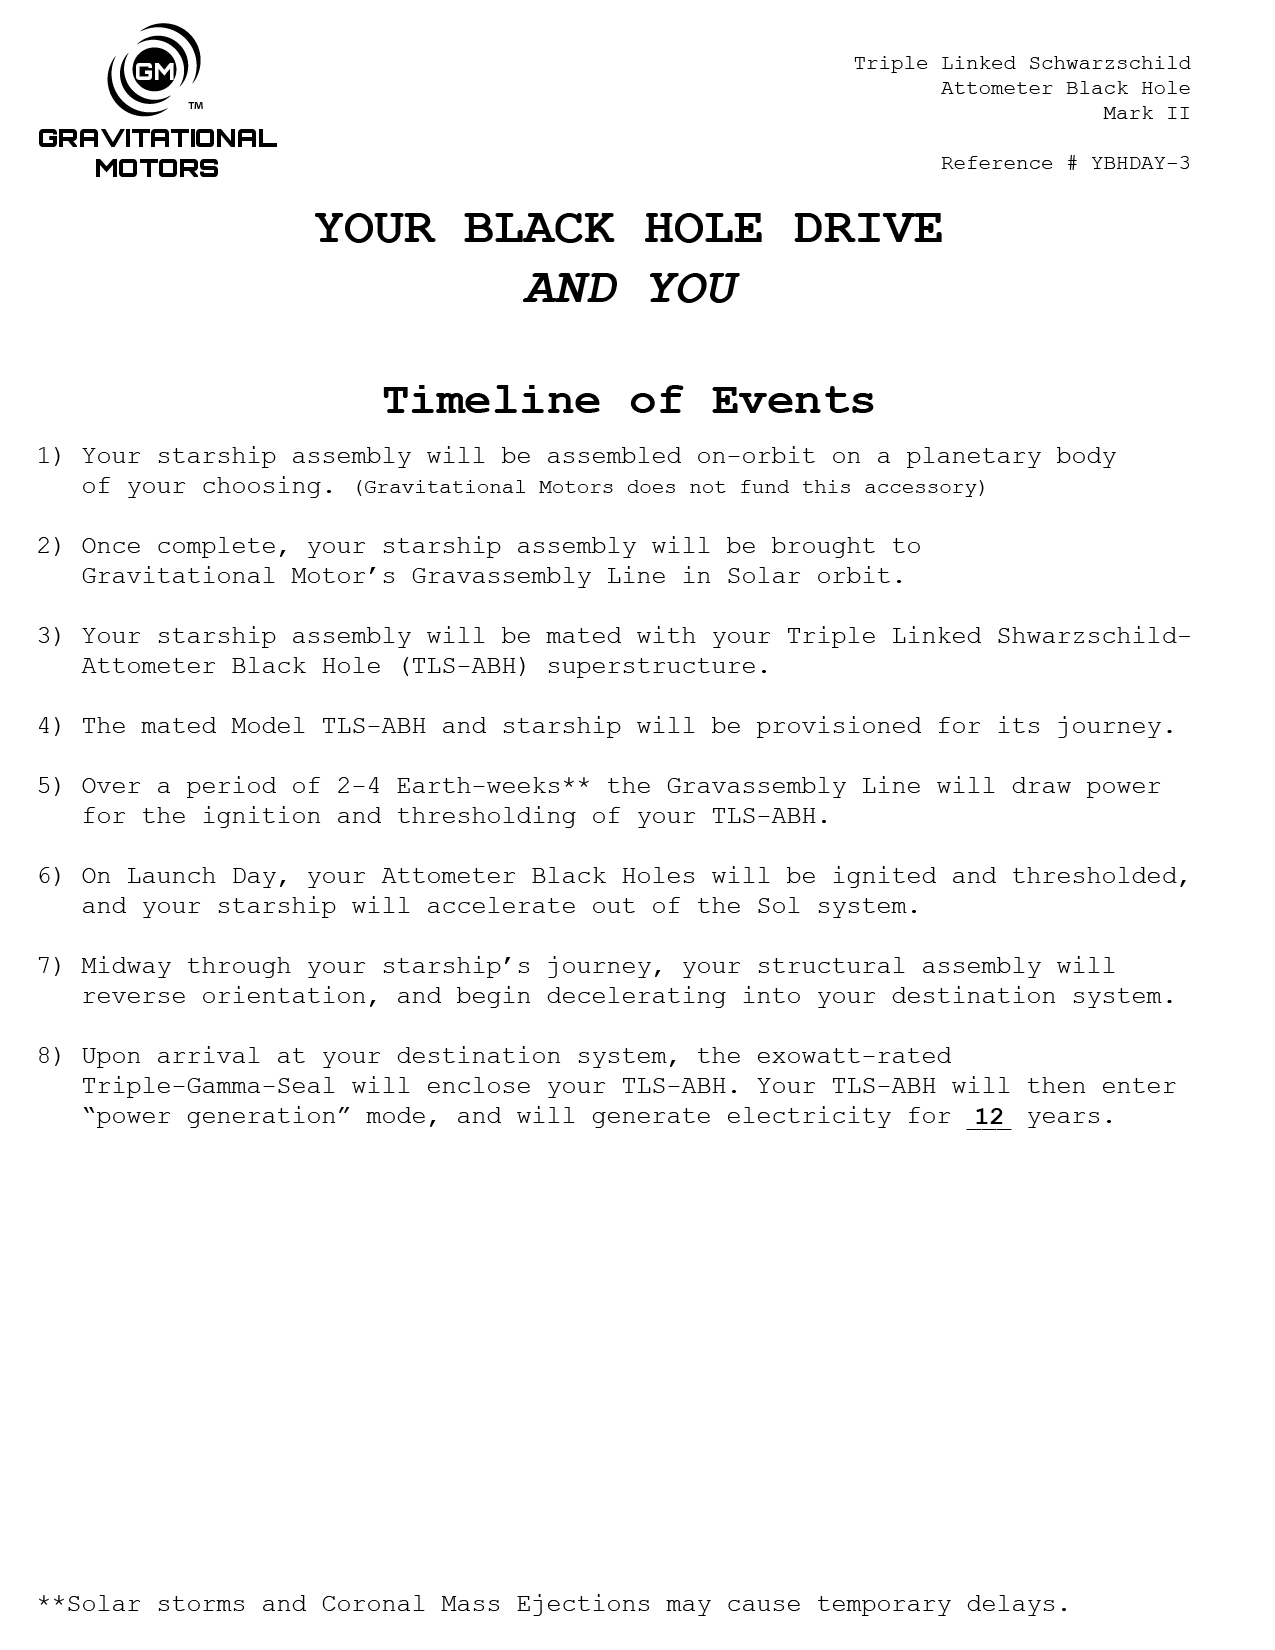 GM
TM
GRAVITATIONAL
MOTORS
Triple Linked Schwarzschild
Attometer Black Hole
Mark II
Reference # YBHDAY-3
YOUR BLACK HOLE DRIVE
AND YOU
Timeline of Events
1) Your starship assembly will be assembled on-orbit on a planetary body
of your choosing. (Gravitational Motors does not fund this accessory)
2) Once complete, your starship assembly will be brought to
Gravitational Motor’s Gravassembly Line in Solar orbit.
3) Your starship assembly will be mated with your Triple Linked Shwarzschild-
Attometer Black Hole (TLS-ABH) superstructure.
4) The mated Model TLS-ABH and starship will be provisioned for its journey.
5) Over a period of 2-4 Earth-weeks** the Gravassembly Line will draw power
for the ignition and thresholding of your TLS-ABH.
6) On Launch Day, your Attometer Black Holes will be ignited and thresholded,
and your starship will accelerate out of the Sol system.
7) Midway through your starship’s journey, your structural assembly will
reverse orientation, and begin decelerating into your destination system.
8) Upon arrival at your destination system, the exowatt-rated
Triple-Gamma-Seal will enclose your TLS-ABH. Your TLS-ABH will then enter
“power generation” mode, and will generate electricity for 12 years.
**Solar storms and Coronal Mass Ejections may cause temporary delays.